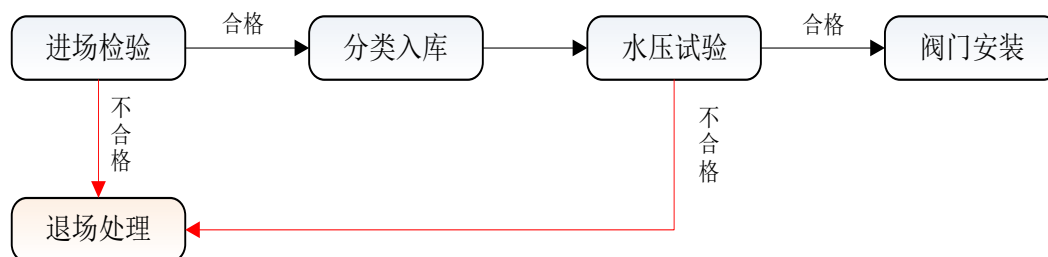 进场检验
合格
分类入库
水压试验
合格
阀门安装
不合格
不合格
退场处理